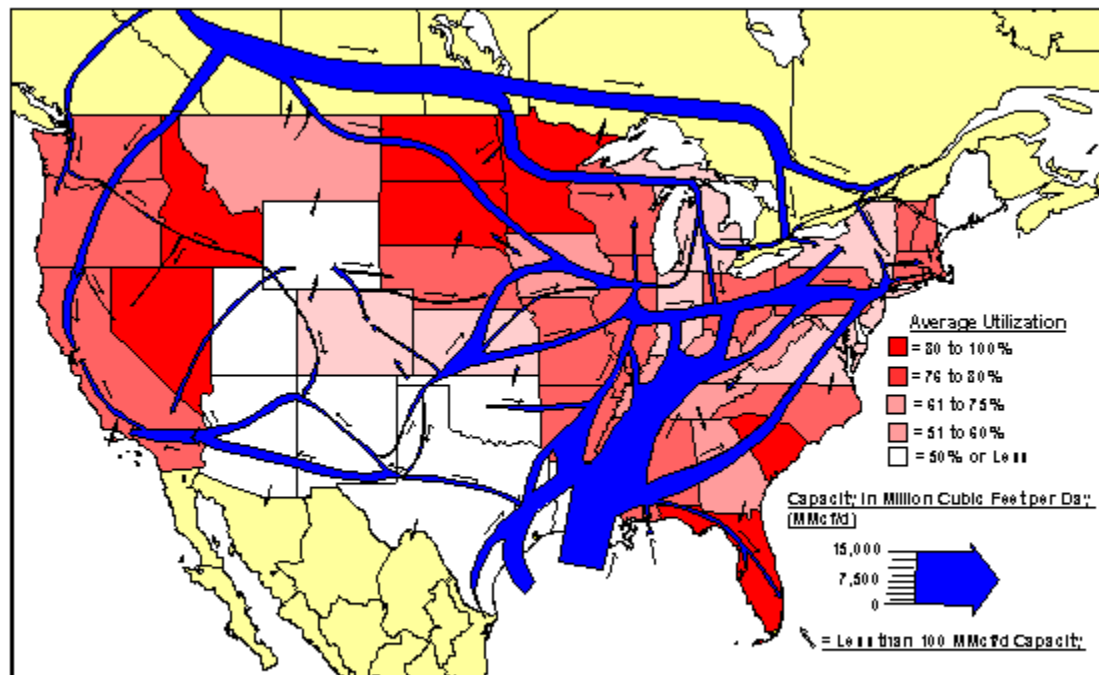 Average Utilization
= 80 to 100%
= 76 to 80%
= 61 to 75%
= 51 to 60%
= 50% or Less
Capacity in Million Cubic Feet per Day
(MMcf/d)
15,000
7,500
0
= Less than 100 MMcf/d Capacity